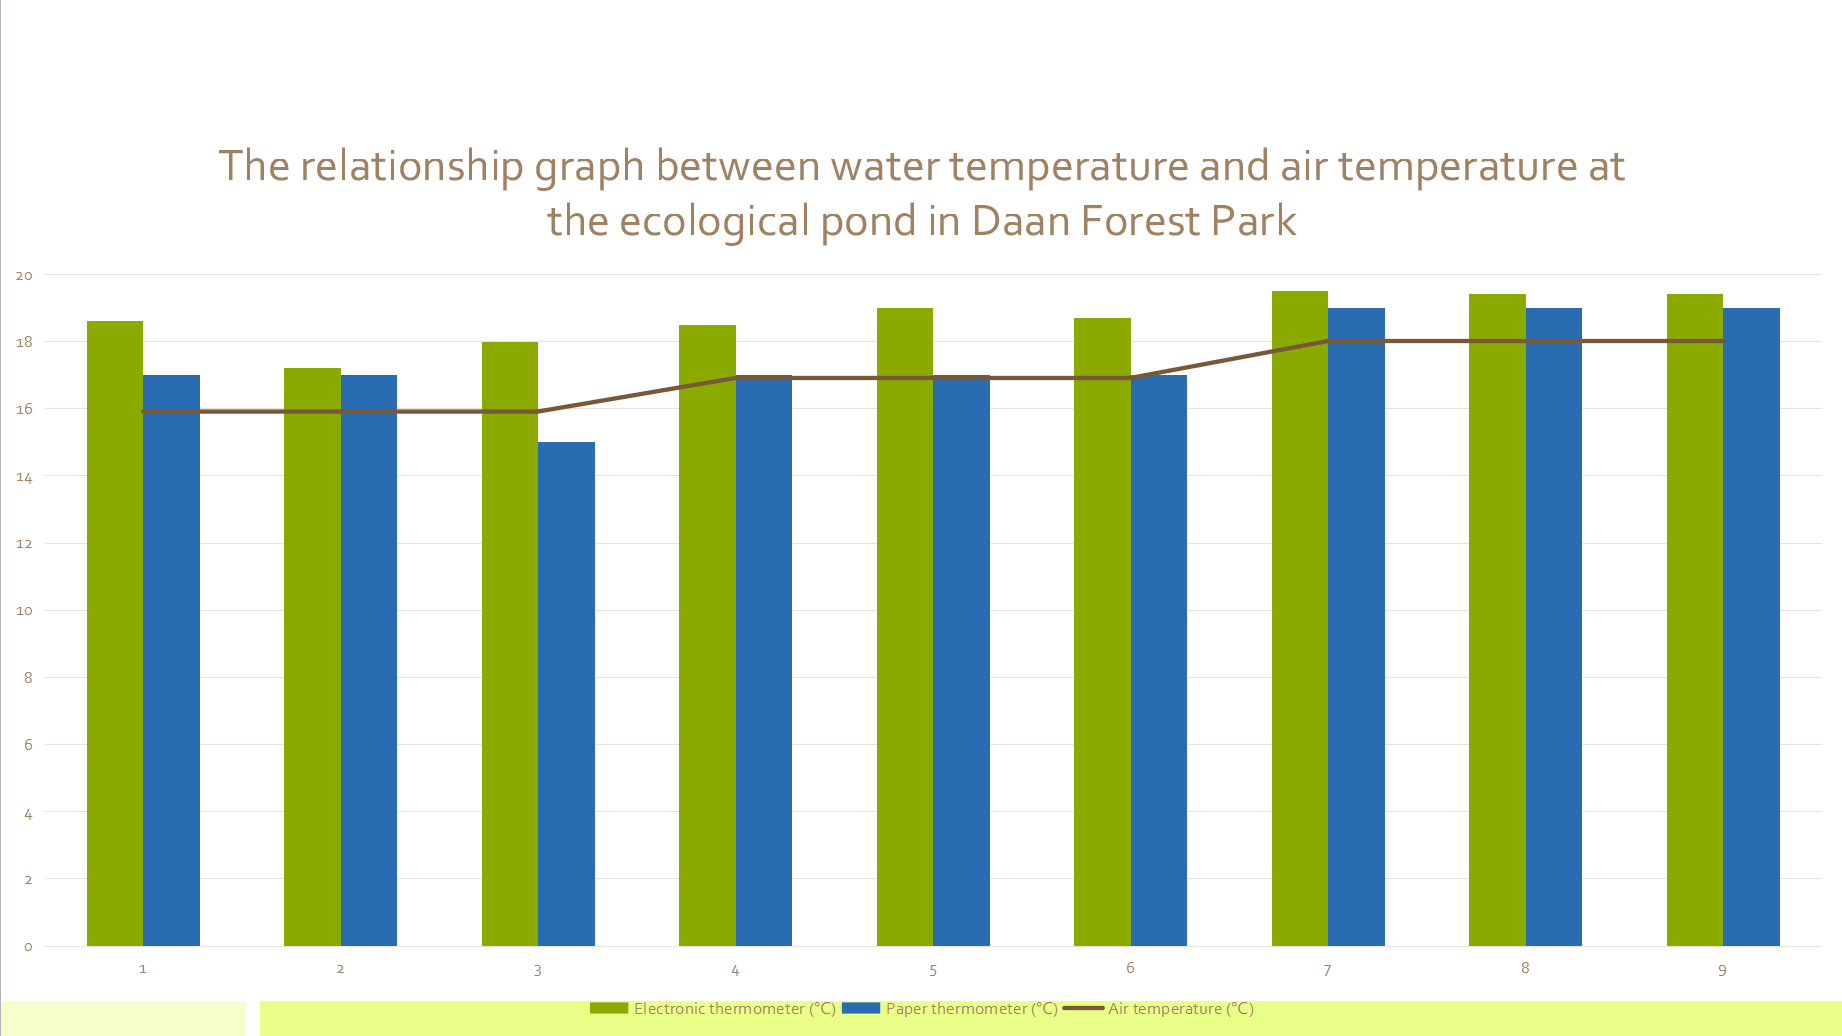 The relationship graph between water temperature and air temperature at
the ecological pond in Daan Forest Park
20
18
16
14
12
10
8
6
4
2
0
1 2 3 4 5 6 7 8 9
Electronic thermometer (°C) Paper thermometer (°C) Air temperature (°C)